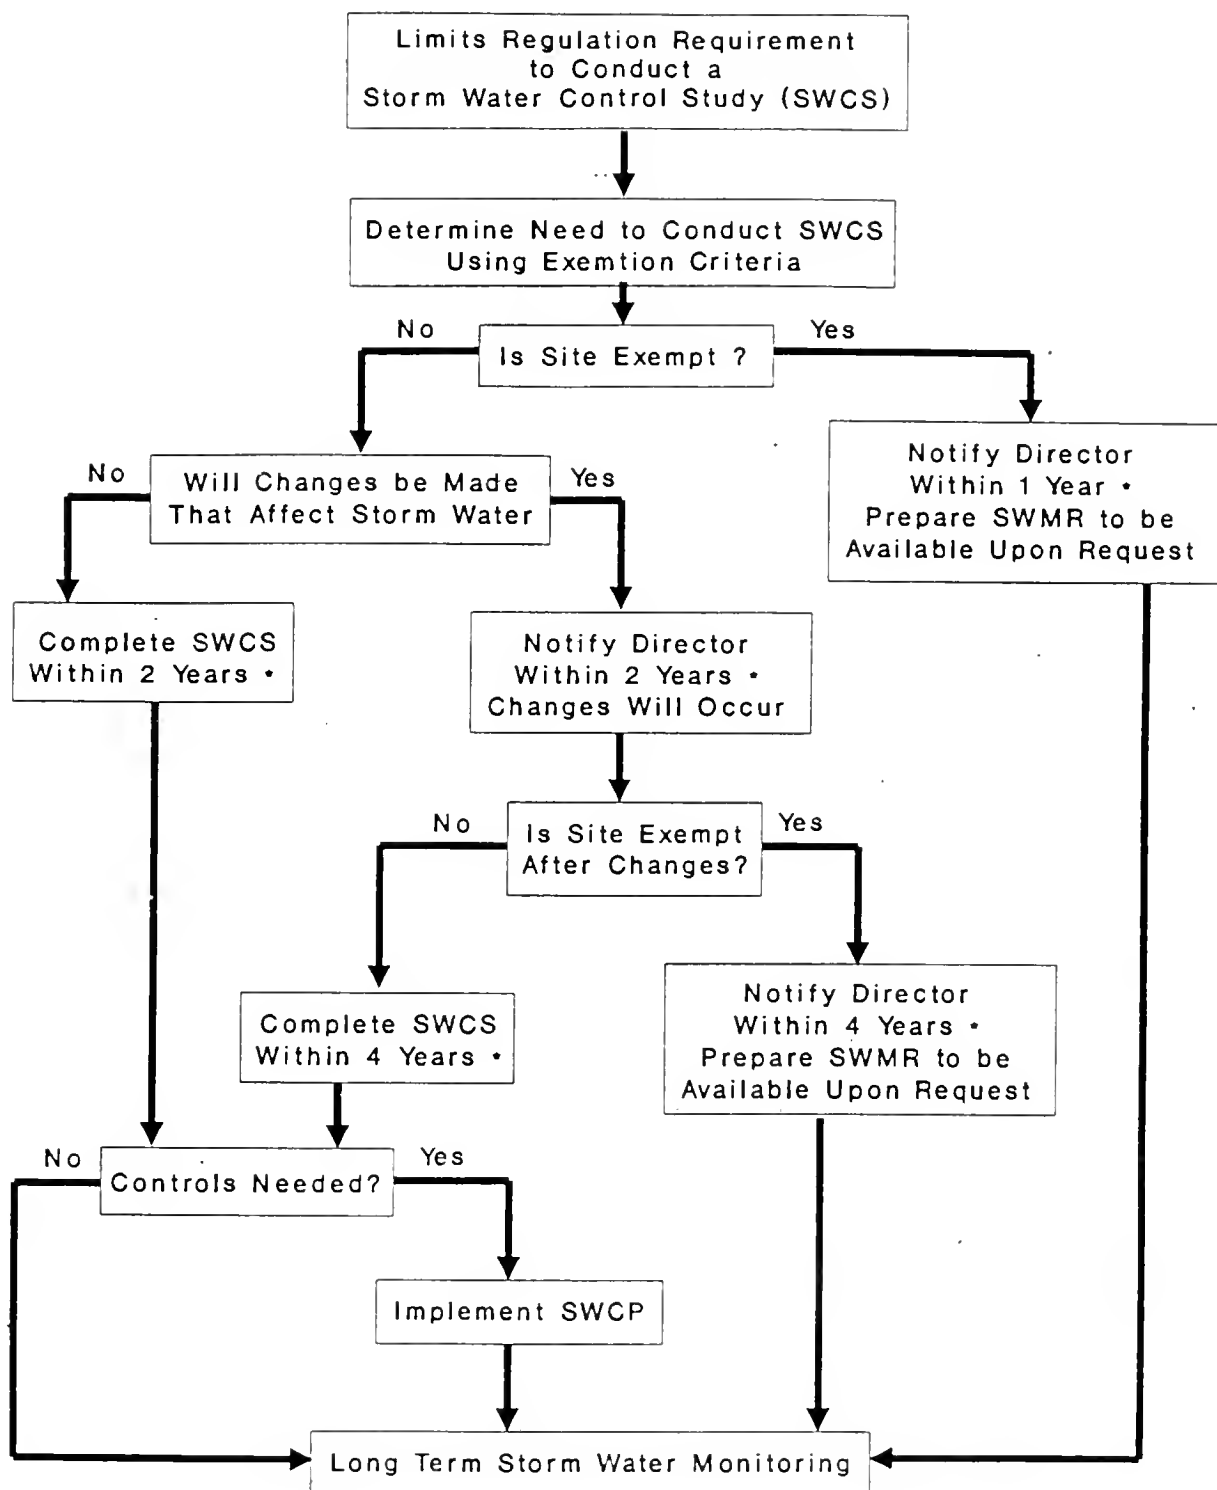 Limits Regulation Requirement
to Conduct a
Storm Water Control Study (SWCS)
Determine Need to Conduct SWCS
Using Exemtion Criteria
No
Yes
Is Site Exempt ?
No
Will Changes be Made
That Affect Storm Water
Yes
Notify Director
Within 1 Year *
Prepare SWMR to be
Available Upon Request
Complete SWCS
Within 2 Years *
Notify Director
Within 2 Years *
Changes Will Occur
No
Is Site Exempt
After Changes?
Yes
Complete SWCS
Within 4 Years *
Notify Director
Within 4 Years *
Prepare SWMR to be
Available Upon Request
No
Controls Needed?
Yes
Implement SWCP
Long Term Storm Water Monitoring